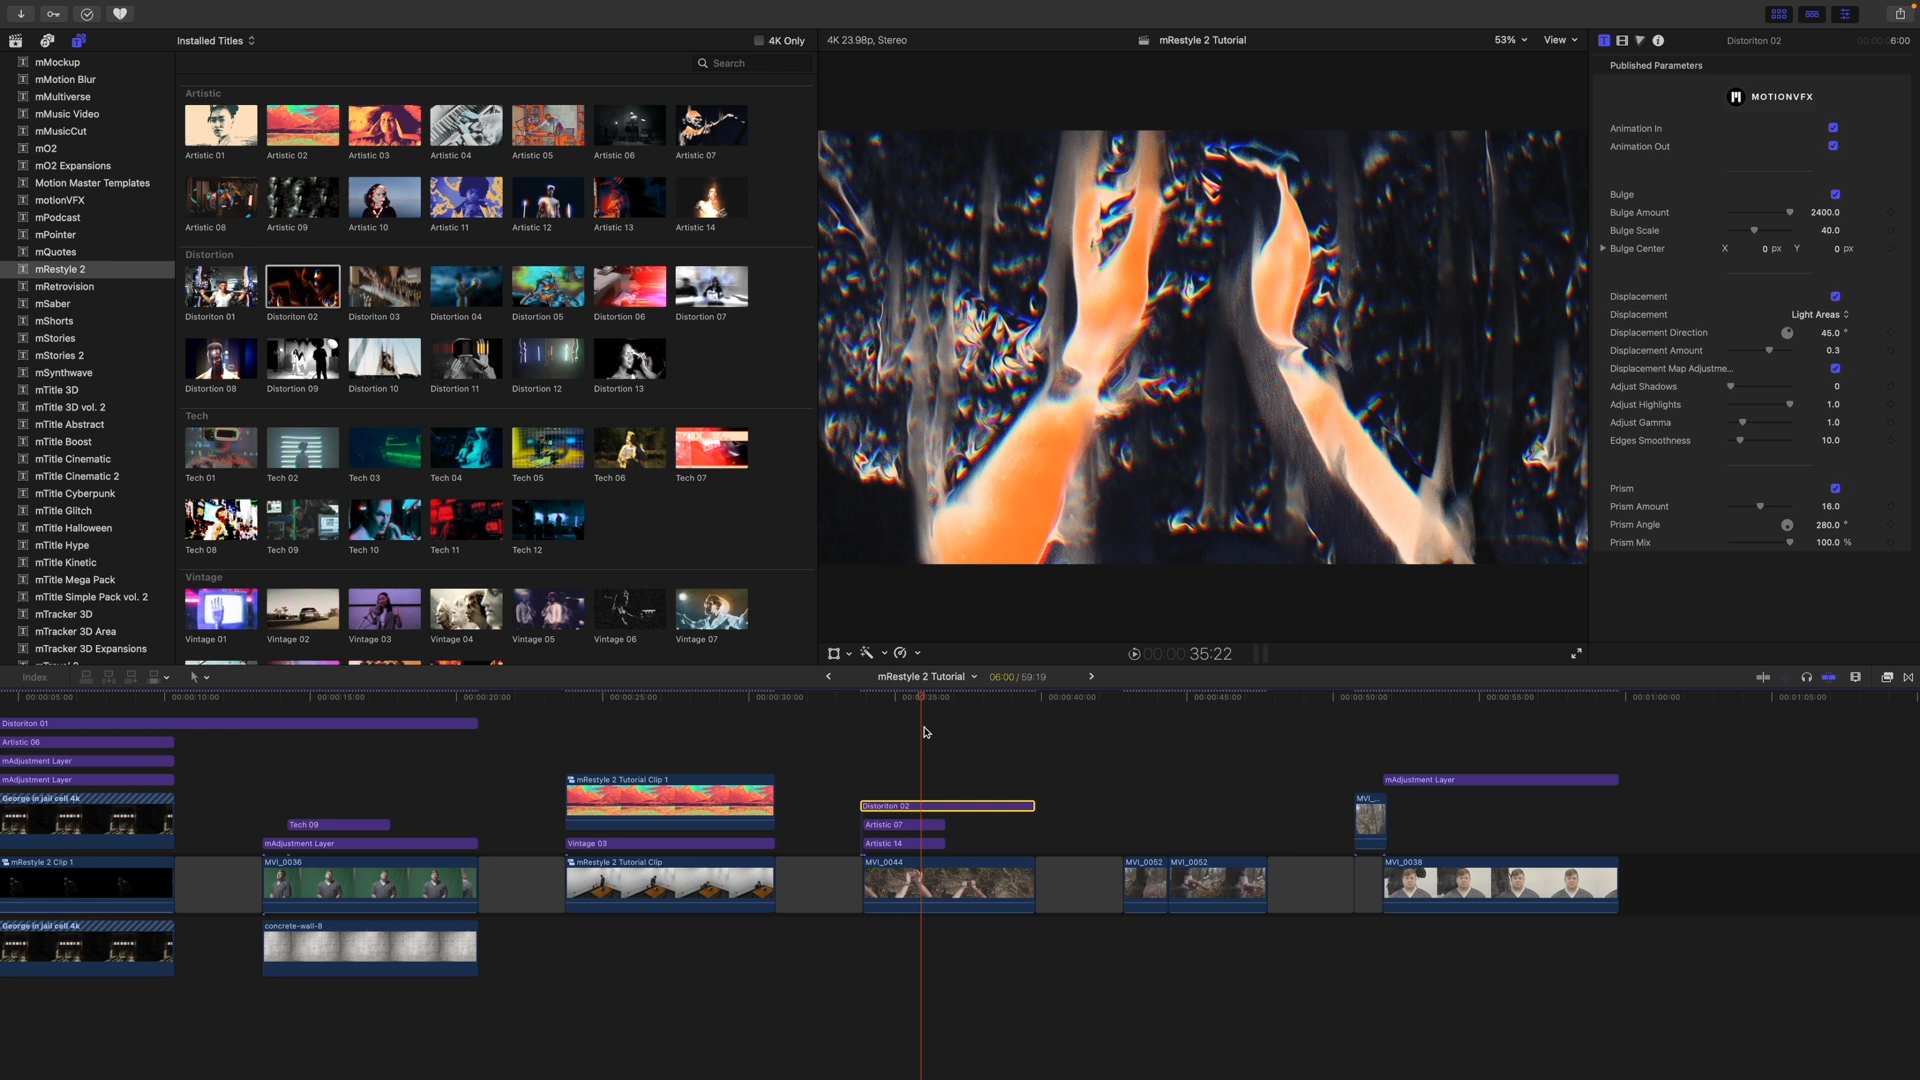 Installed Titles
4K Only
4K 23.98p, Stereo
mRestyle 2 Tutorial
53%
View
Distoriton 02
00:00:06:00
Search
mMockup
mMotion Blur
mMultiverse
mMusic Video
mMusicCut
mO2
mO2 Expansions
Motion Master Templates
motionVFX
mPodcast
mPointer
mQuotes
mRestyle 2
mRetrovision
mSaber
mShorts
mStories
mStories 2
mSynthwave
mTitle 3D
mTitle 3D vol. 2
mTitle Abstract
mTitle Boost
mTitle Cinematic
mTitle Cinematic 2
mTitle Cyberpunk
mTitle Glitch
mTitle Halloween
mTitle Hype
mTitle Kinetic
mTitle Mega Pack
mTitle Simple Pack vol. 2
mTracker 3D
mTracker 3D Area
mTracker 3D Expansions
Artistic
Artistic 01
Artistic 02
Artistic 03
Artistic 04
Artistic 05
Artistic 06
Artistic 07
Artistic 08
Artistic 09
Artistic 10
Artistic 11
Artistic 12
Artistic 13
Artistic 14
Distortion
Distoriton 01
Distoriton 02
Distoriton 03
Distoriton 04
Distoriton 05
Distoriton 06
Distoriton 07
Distoriton 08
Distortion 09
Distortion 10
Distortion 11
Distortion 12
Distortion 13
Tech
Tech 01
Tech 02
Tech 03
Tech 04
Tech 05
Tech 06
Tech 07
Tech 08
Tech 09
Tech 10
Tech 11
Tech 12
Vintage
Vintage 01
Vintage 02
Vintage 03
Vintage 04
Vintage 05
Vintage 06
Vintage 07
Published Parameters
MOTIONVFX
Animation In
Animation Out
Bulge
Bulge Amount 2400.0
Bulge Scale 40.0
Bulge Center X 0 px Y 0 px
Displacement
Displacement Light Areas
Displacement Direction 45.0 °
Displacement Amount 0.3
Displacement Map Adjustme...
Adjust Shadows 0
Adjust Highlights 1.0
Adjust Gamma 1.0
Edges Smoothness 10.0
Prism
Prism Amount 16.0
Prism Angle 280.0 °
Prism Mix 100.0 %
00:00:35:22
Index
mRestyle 2 Tutorial
06:00 / 59:19
00:00:05:00
00:00:10:00
00:00:15:00
00:00:20:00
00:00:25:00
00:00:30:00
00:00:35:00
00:00:40:00
00:00:45:00
00:00:50:00
00:00:55:00
00:01:00:00
00:01:05:00
Distoriton 01
Artistic 06
mAdjustment Layer
mAdjustment Layer
mRestyle 2 Tutorial Clip 1
mAdjustment Layer
George in jail cell 4k
MVI_...
Distoriton 02
Tech 09
Artistic 07
mAdjustment Layer
Vintage 03
Artistic 14
mRestyle 2 Clip 1
MVI_0036
mRestyle 2 Tutorial Clip
MVI_0044
MVI_0052
MVI_0052
MVI_0038
George in jail cell 4k
concrete-wall-8